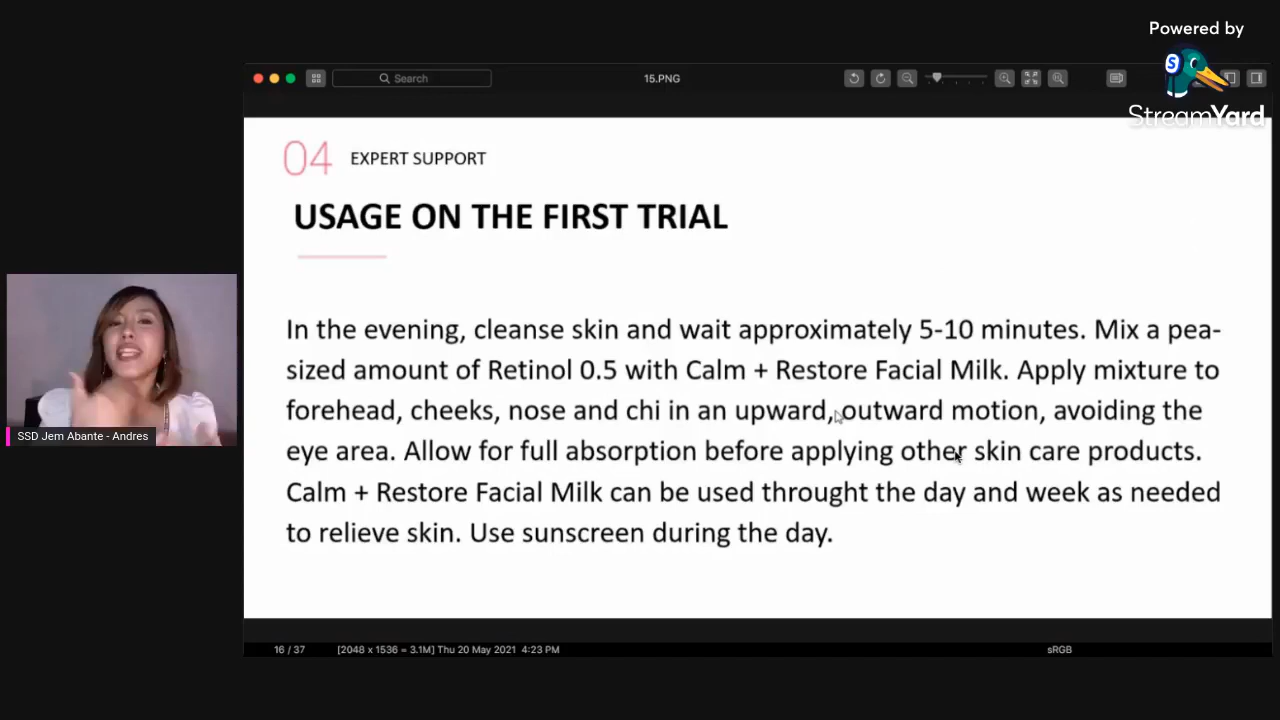 Powered by
S
StreamYard
Search
15.PNG
04 EXPERT SUPPORT
USAGE ON THE FIRST TRIAL
In the evening, cleanse skin and wait approximately 5-10 minutes. Mix a pea-
sized amount of Retinol 0.5 with Calm + Restore Facial Milk. Apply mixture to
forehead, cheeks, nose and chi in an upward, outward motion, avoiding the
eye area. Allow for full absorption before applying other skin care products.
Calm + Restore Facial Milk can be used throught the day and week as needed
to relieve skin. Use sunscreen during the day.
SSD Jem Abante - Andres
16 / 37 [2048 x 1536 = 3.1M] Thu 20 May 2021 4:23 PM sRGB